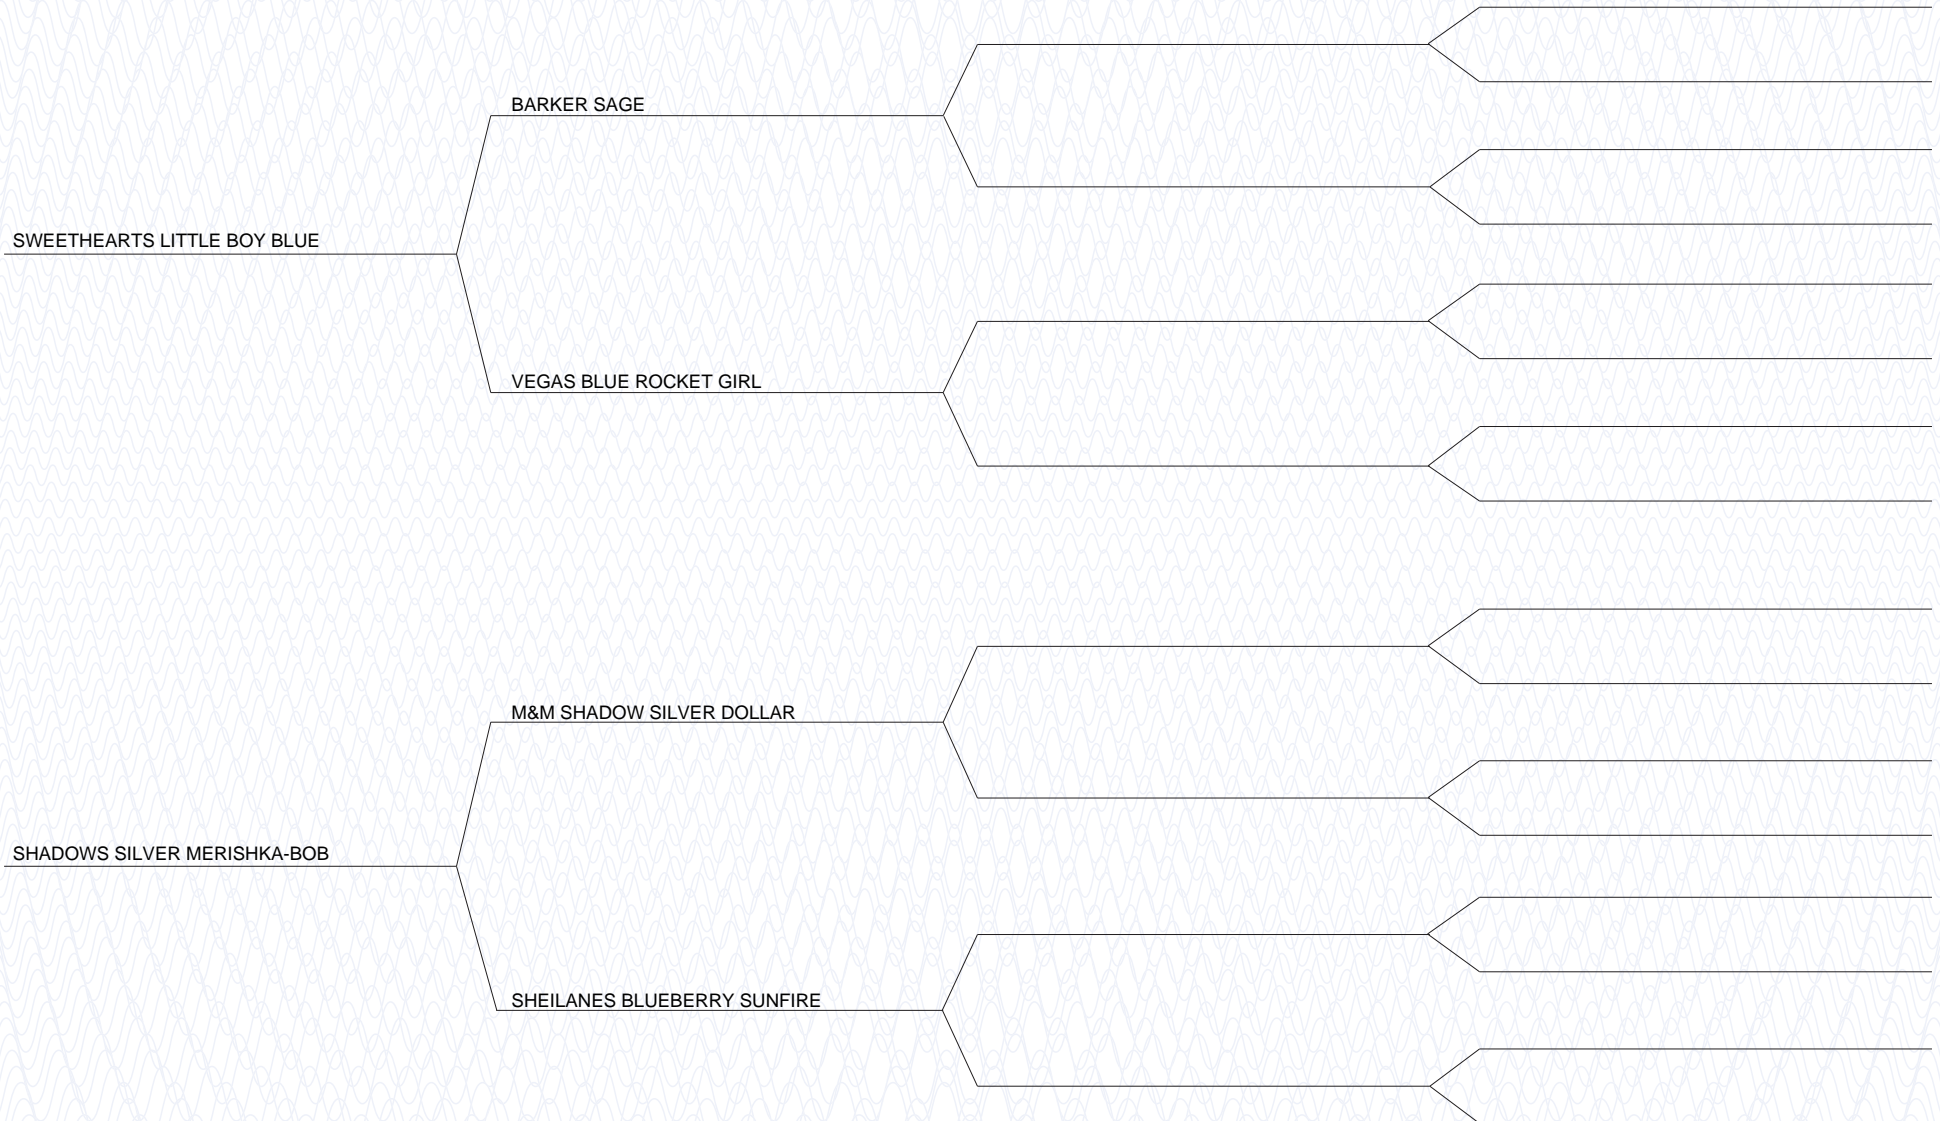 BARKER SAGE
SWEETHEARTS LITTLE BOY BLUE
VEGAS BLUE ROCKET GIRL
M&M SHADOW SILVER DOLLAR
SHADOWS SILVER MERISHKA-BOB
SHEILANES BLUEBERRY SUNFIRE